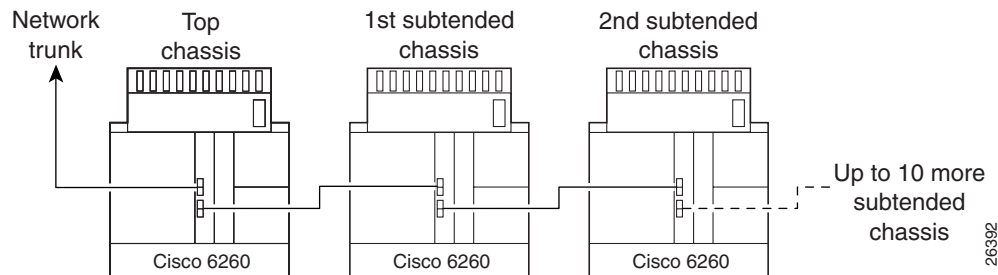 Network
trunk
Top
chassis
1st subtended
chassis
2nd subtended
chassis
Up to 10 more
subtended
chassis
Cisco 6260
Cisco 6260
Cisco 6260
26392